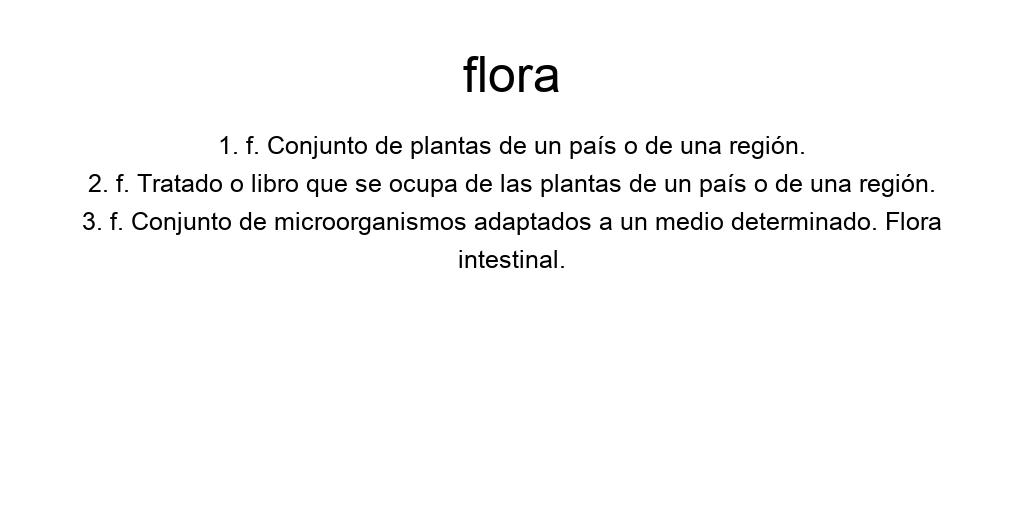 flora
1. f. Conjunto de plantas de un país o de una región.
2. f. Tratado o libro que se ocupa de las plantas de un país o de una región.
3. f. Conjunto de microorganismos adaptados a un medio determinado. Flora
intestinal.